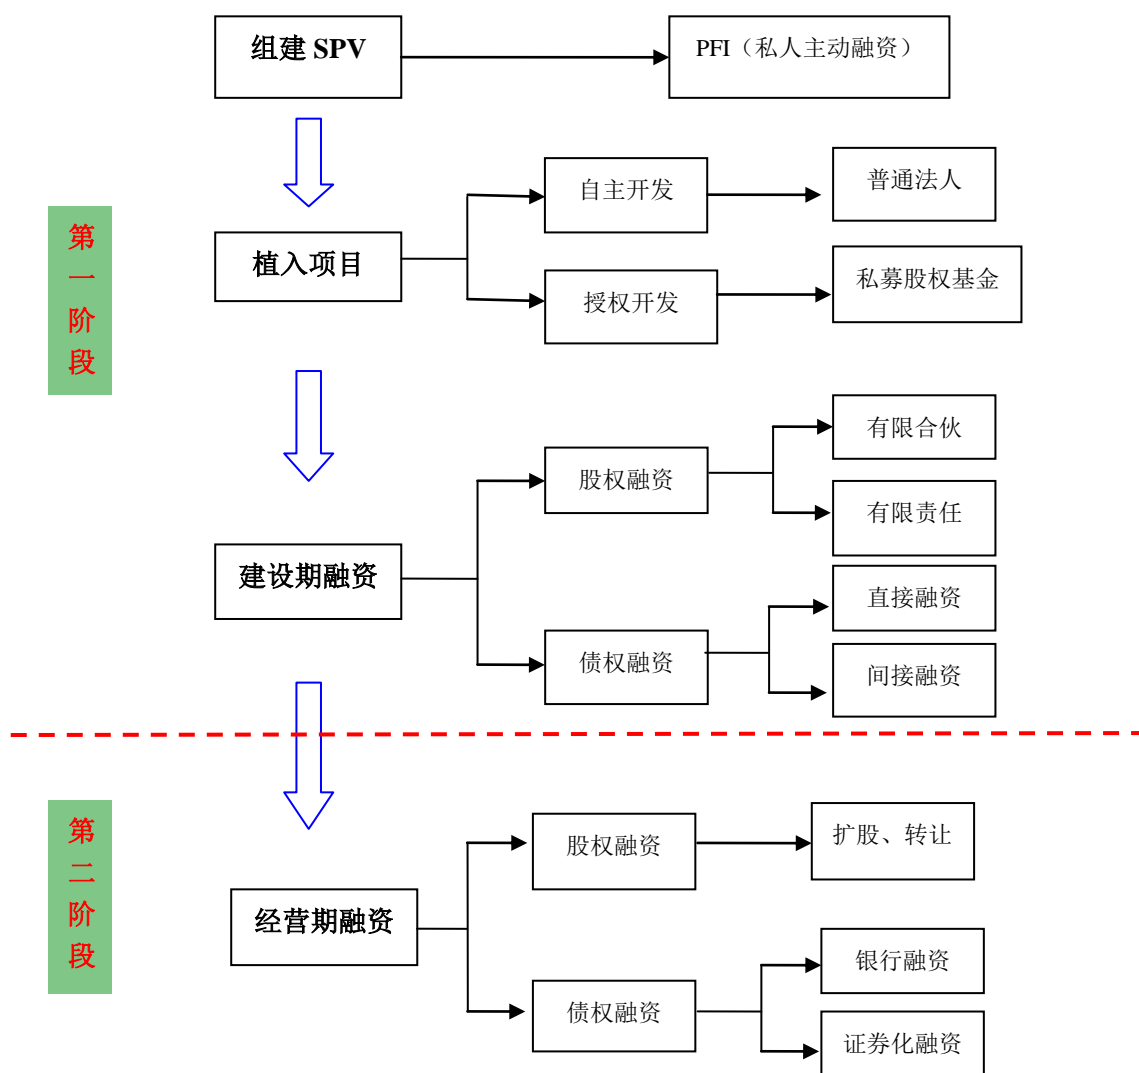 组建 SPV
PFI（私人主动融资）
第一阶段
植入项目
自主开发
普通法人
授权开发
私募股权基金
建设期融资
股权融资
有限合伙
有限责任
债权融资
直接融资
间接融资
第二阶段
经营期融资
股权融资
扩股、转让
债权融资
银行融资
证券化融资